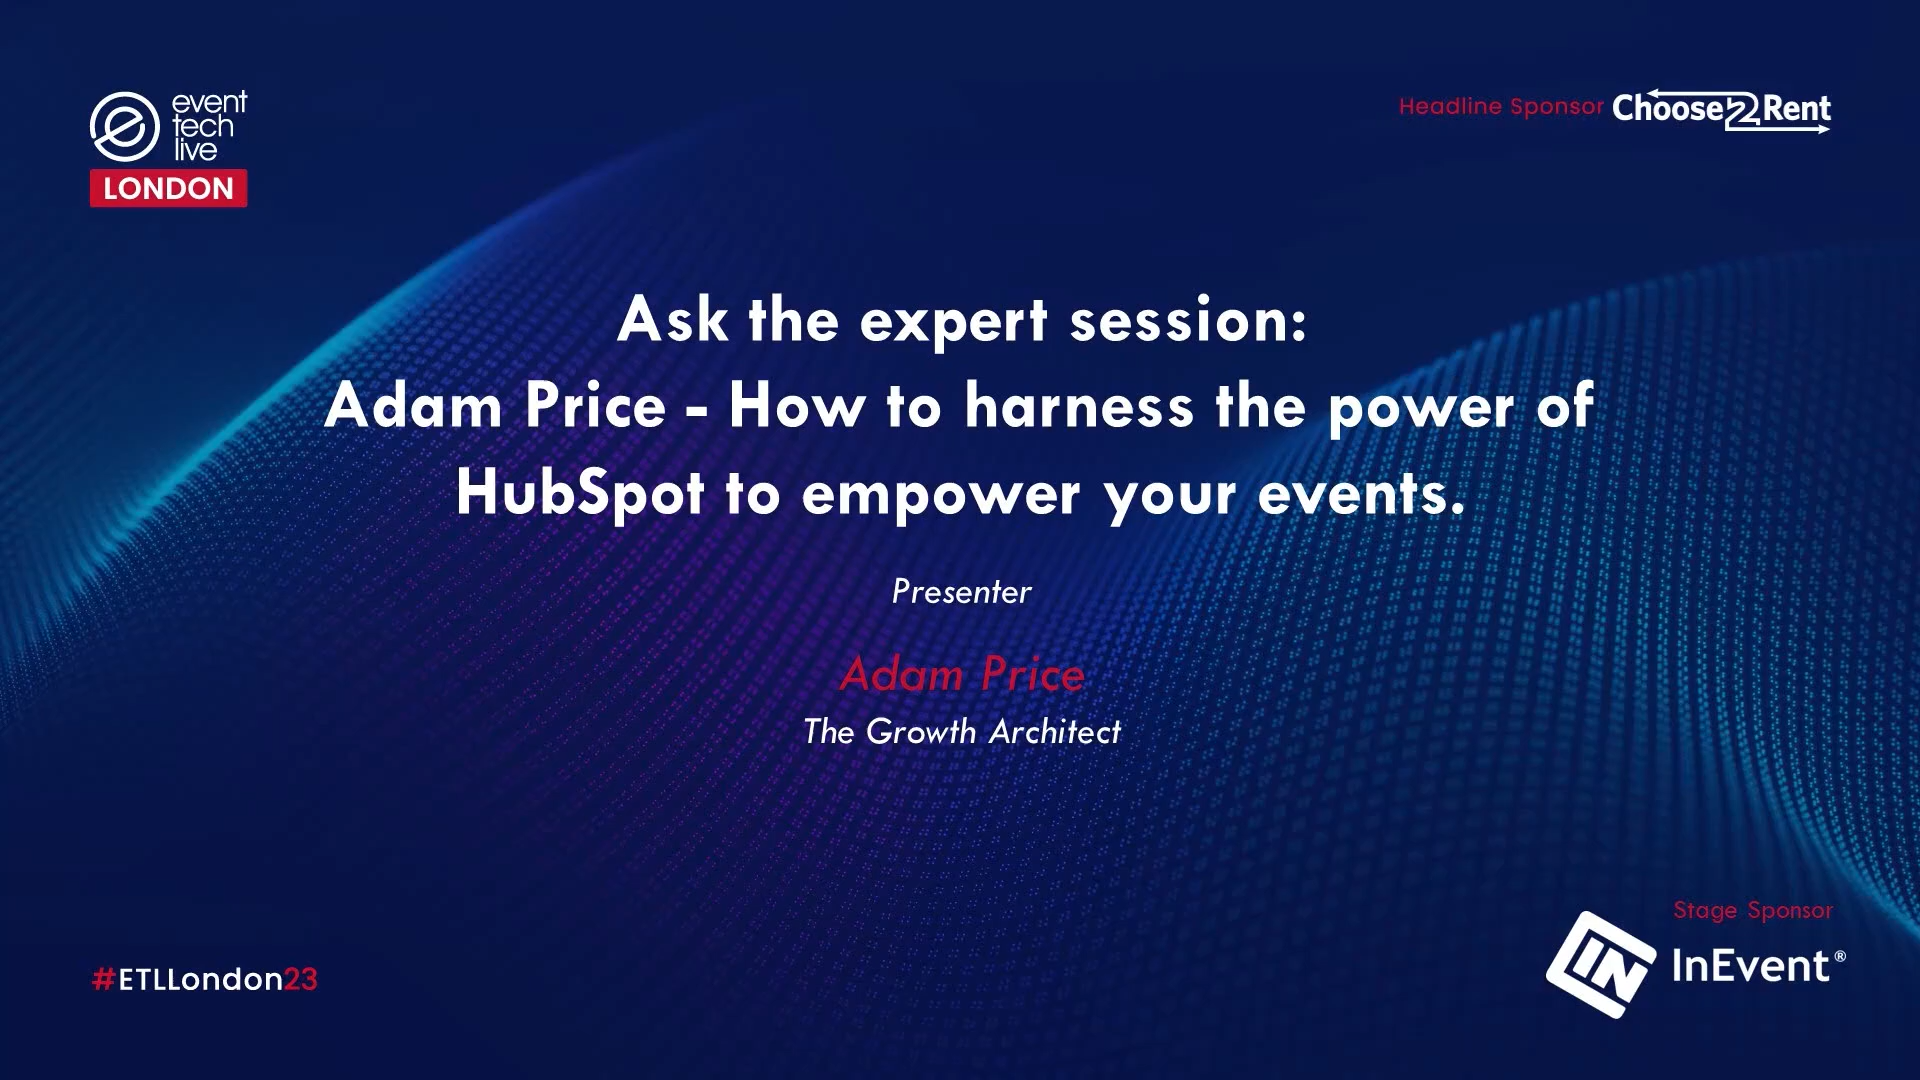 event
tech
live
LONDON
Headline Sponsor Choose2Rent
Ask the expert session:
Adam Price - How to harness the power of
HubSpot to empower your events.
Presenter
Adam Price
The Growth Architect
#ETLLondon23
Stage Sponsor
IN InEvent®